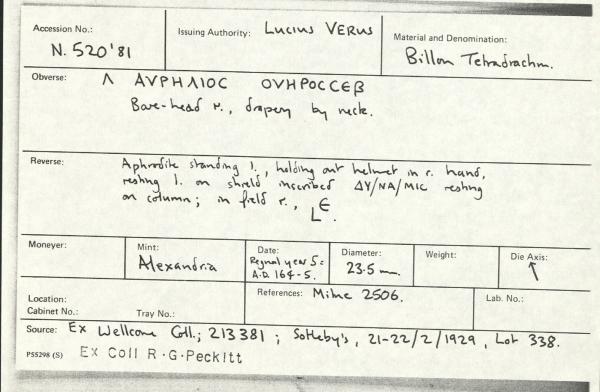 Accession No.: N. 520'81
Issuing Authority: LUCIUS VERUS
Material and Denomination: Billon Tetradrachm.
Obverse: Λ ΑVΡΗΛΙΟC ΟVΗΡΟCCЄβ
Bare-head r., drapery by neck.
Reverse: Aphrodite standing l., holding out helmet in r. hand,
resting l. on shield inscribed ΔΥ/ΝΑ/ΜΙC resting
on column; in field r., L Є.
Moneyer:
Mint: Alexandria
Date: Regnal year 5 =
A.D. 164-5.
Diameter: 23.5 mm.
Weight:
Die Axis: ↖
Location:
Cabinet No.:
Tray No.:
References: Milne 2506.
Lab. No.:
Source: Ex Wellcome Coll.; 213381; Sotheby's, 21-22/2/1929, Lot 338.
P55298 (S) Ex Coll R.G.Peckitt